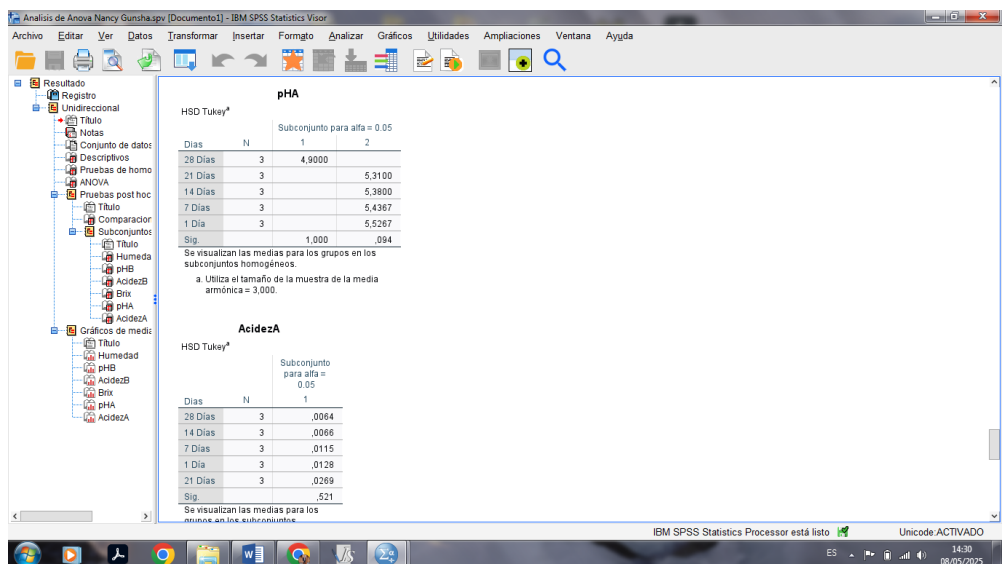 Analisis de Anova Nancy Gunsha.spv [Documento1] - IBM SPSS Statistics Visor
Archivo Editar Ver Datos Transformar Insertar Formato Analizar Gráficos Utilidades Ampliaciones Ventana Ayuda
Resultado
Registro
Unidireccional
Título
Notas
Conjunto de datos
Descriptivos
Pruebas de homo
ANOVA
Pruebas post hoc
Título
Comparacior
Subconjuntos
Título
Humeda
pHB
AcidezB
Brix
pHA
AcidezA
Gráficos de media
Título
Humedad
pHB
AcidezB
Brix
pHA
AcidezA
pHA
HSD Tukeyª
Subconjunto para alfa = 0.05
Dias N 1 2
28 Días 3 4,9000
21 Días 3 5,3100
14 Días 3 5,3800
7 Días 3 5,4367
1 Día 3 5,5267
Sig. 1,000 ,094
Se visualizan las medias para los grupos en los
subconjuntos homogéneos.
a. Utiliza el tamaño de la muestra de la media
armónica = 3,000.
AcidezA
HSD Tukeyª
Subconjunto
para alfa =
0.05
Dias N 1
28 Días 3 ,0064
14 Días 3 ,0066
7 Días 3 ,0115
1 Día 3 ,0128
21 Días 3 ,0269
Sig. ,521
Se visualizan las medias para los
grupos en los subconjuntos
IBM SPSS Statistics Processor está listo Unicode:ACTIVADO
W
ES 14:30
08/05/2025